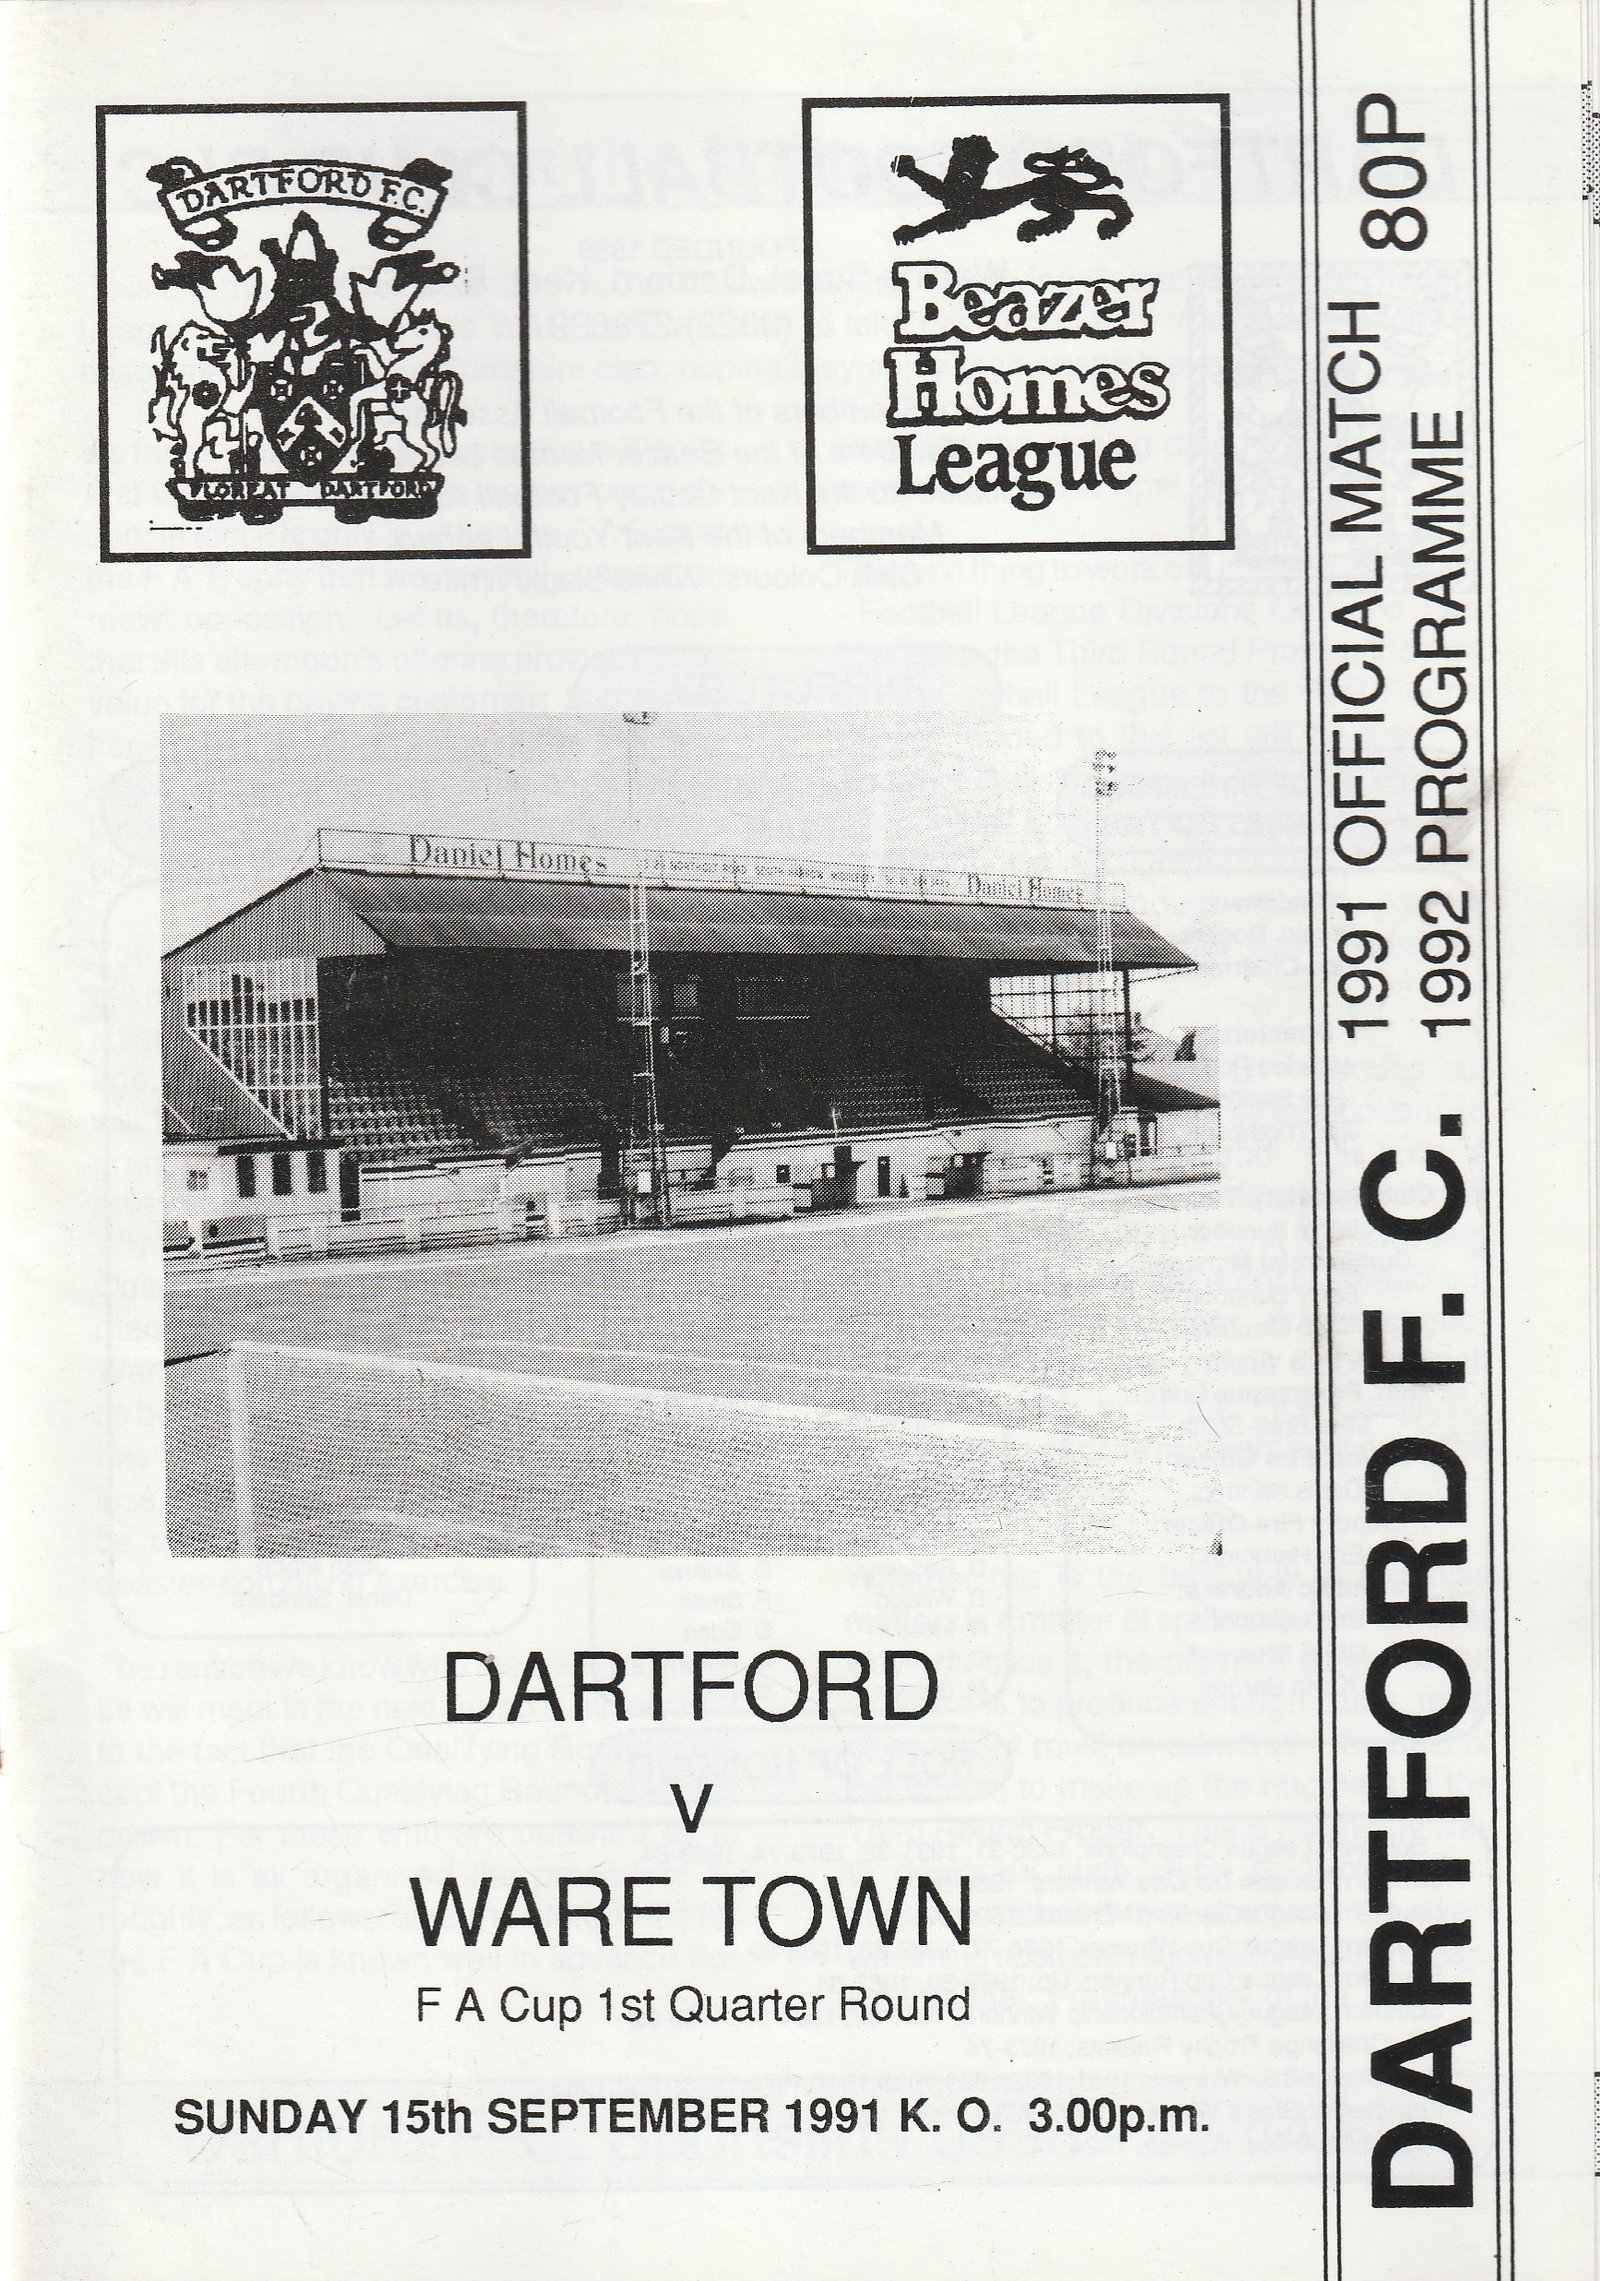 DARTFORD F.C.
FLOREAT DARTFORD
Beazer
Homes
League
Daniel Homes
Daniel Homes
DARTFORD
v
WARE TOWN
F A Cup 1st Quarter Round
SUNDAY 15th SEPTEMBER 1991 K. O. 3.00p.m.
DARTFORD F. C.
1991 OFFICIAL MATCH 80P
1992 PROGRAMME